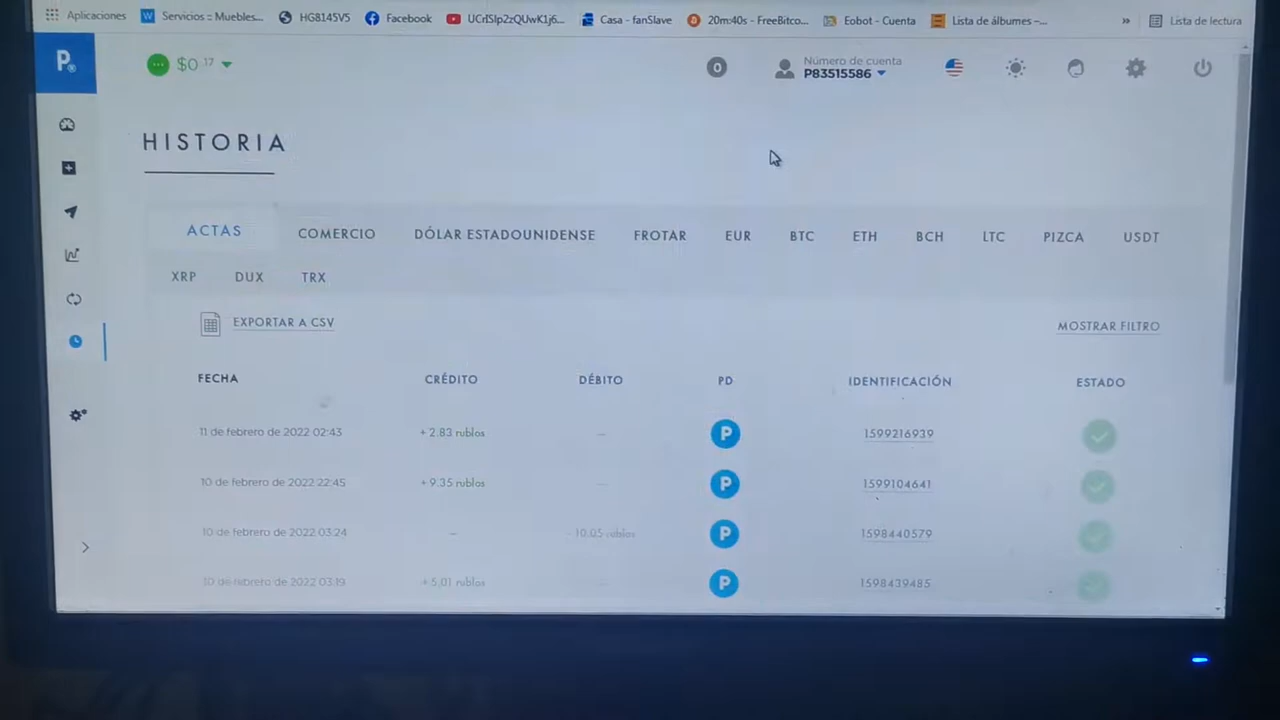 Aplicaciones Servicios :: Muebles... HG8145V5 Facebook UCrlSlp2zQUwK1j6... Casa - fanSlave 20m:40s - FreeBitco... Eobot - Cuenta Lista de álbumes –... » Lista de lectura
P $0.17 0 Número de cuenta
P83515586
HISTORIA
ACTAS COMERCIO DÓLAR ESTADOUNIDENSE FROTAR EUR BTC ETH BCH LTC PIZCA USDT
XRP DUX TRX
EXPORTAR A CSV MOSTRAR FILTRO
FECHA CRÉDITO DÉBITO PD IDENTIFICACIÓN ESTADO
11 de febrero de 2022 02:43 + 2.83 rublos — P 1599216939
10 de febrero de 2022 22:45 + 9.35 rublos — P 1599104641
10 de febrero de 2022 03:24 — - 10.05 rublos P 1598440579
10 de febrero de 2022 03:19 + 5.01 rublos — P 1598439485